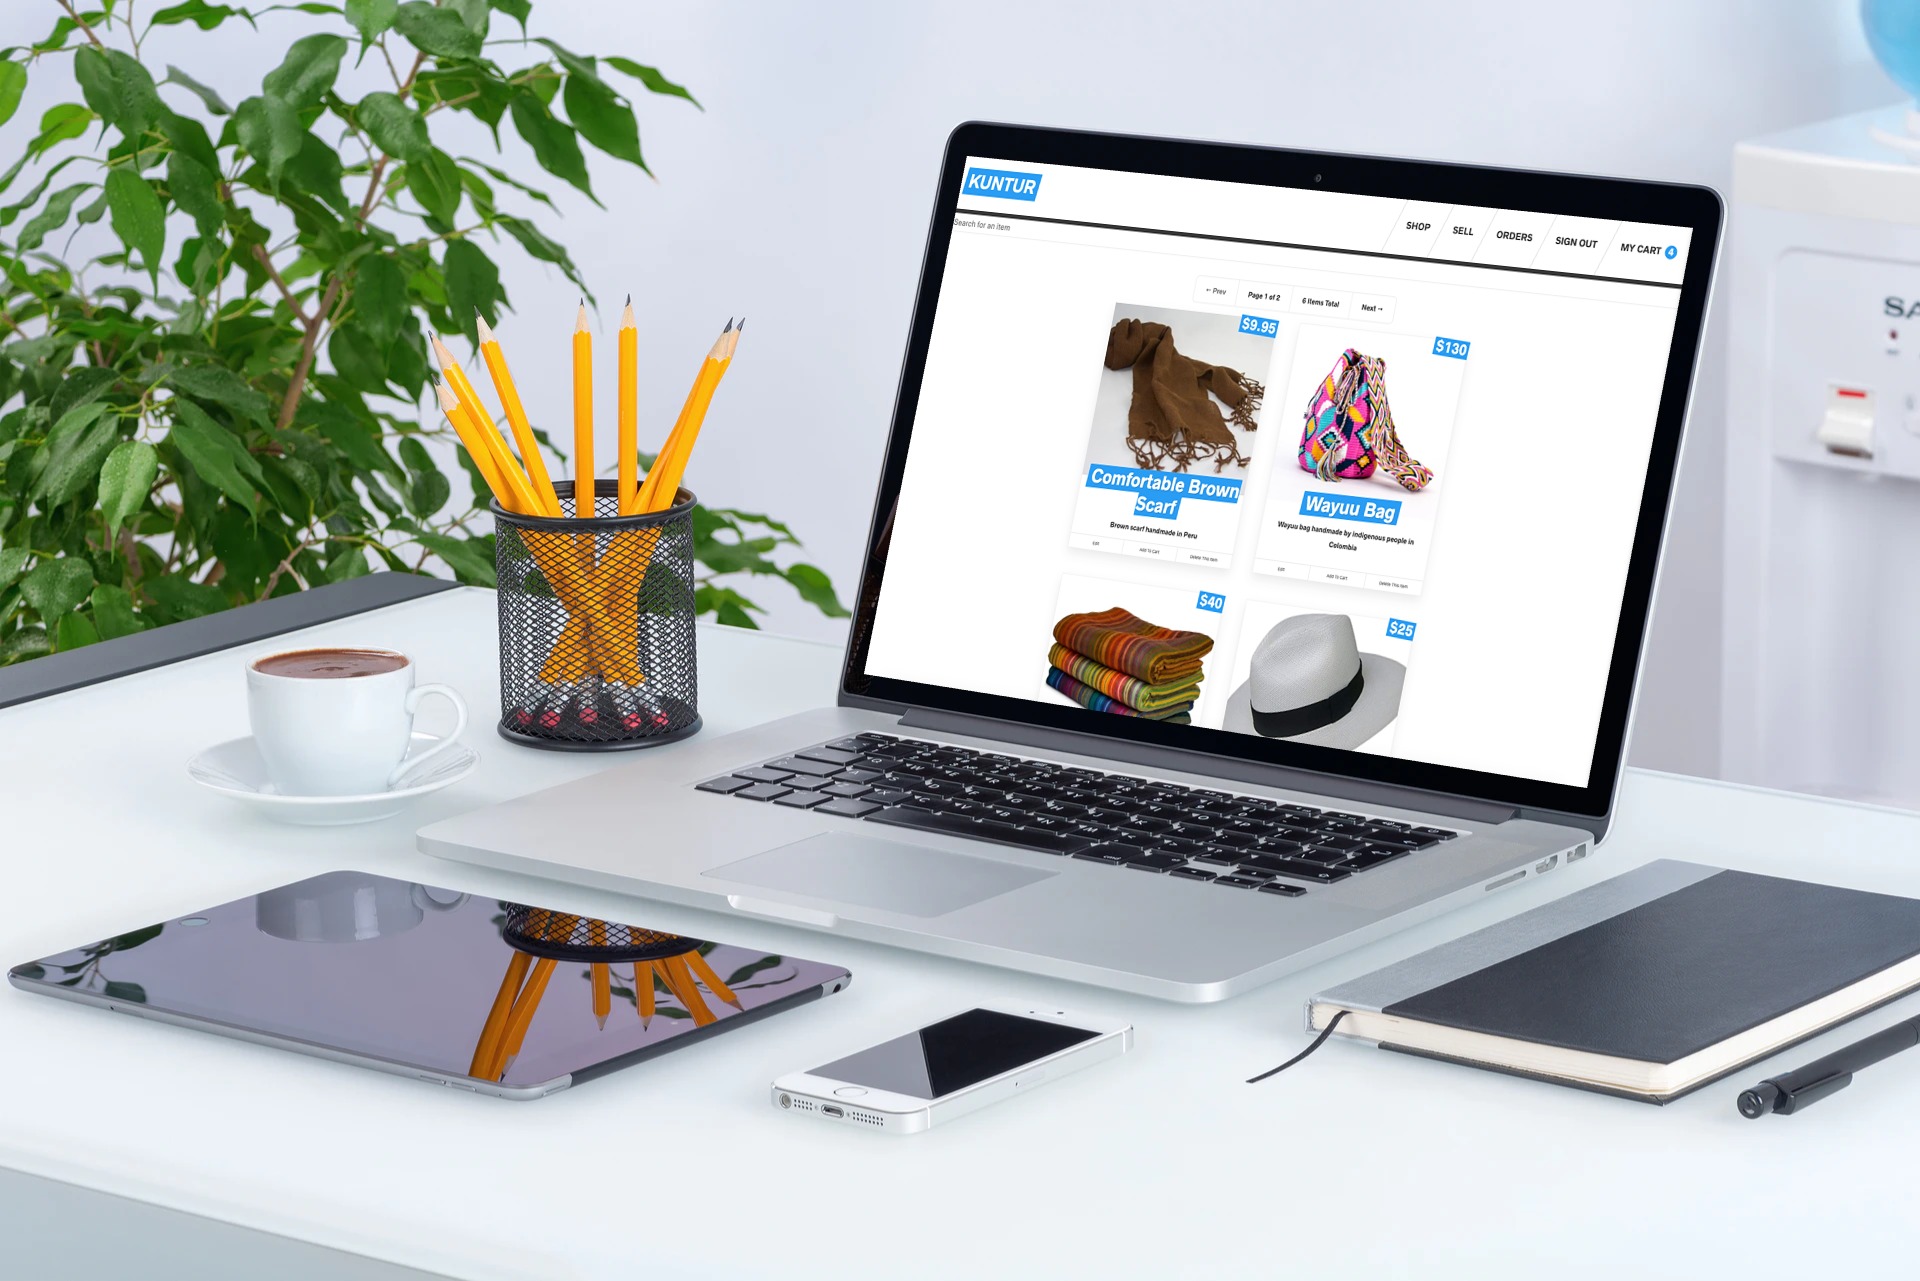 KUNTUR
SHOP
SELL
ORDERS
SIGN OUT
MY CART 4
Search for an item
← Prev
Page 1 of 2
6 Items Total
Next →
$9.95
Comfortable Brown
Scarf
Brown scarf handmade in Peru
Edit
Add To Cart
Delete This Item
$130
Wayuu Bag
Wayuu bag handmade by indigenous people in
Colombia
Edit
Add To Cart
Delete This Item
$40
$25
SA